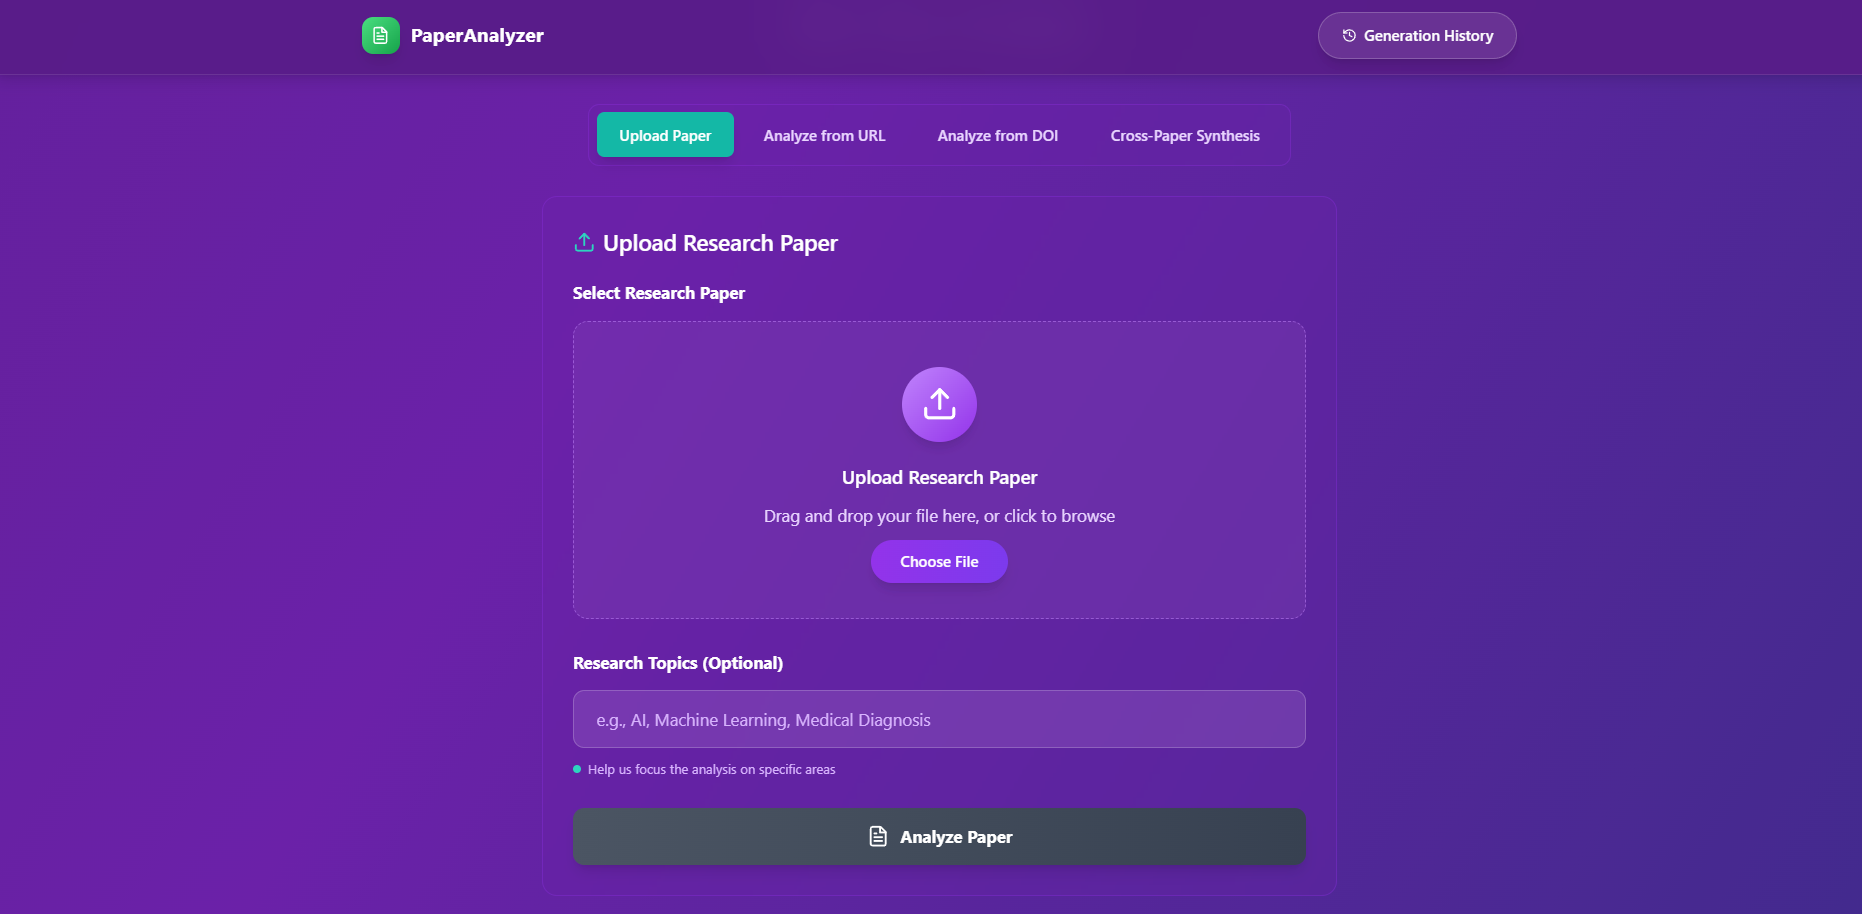 PaperAnalyzer
Generation History
Upload Paper
Analyze from URL
Analyze from DOI
Cross-Paper Synthesis
Upload Research Paper
Select Research Paper
Upload Research Paper
Drag and drop your file here, or click to browse
Choose File
Research Topics (Optional)
e.g., AI, Machine Learning, Medical Diagnosis
Help us focus the analysis on specific areas
Analyze Paper